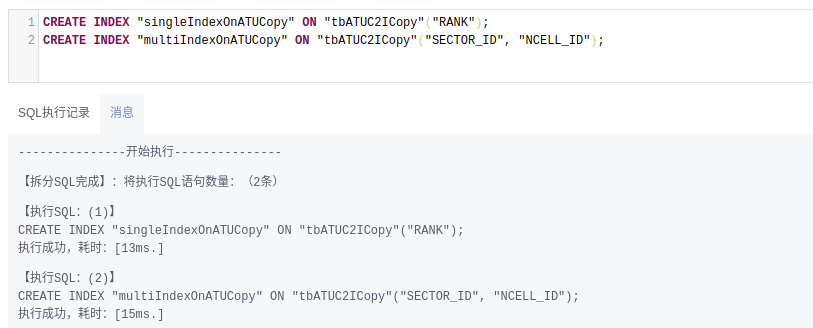 1 CREATE INDEX "singleIndexOnATUCopy" ON "tbATUC2ICopy"("RANK");
2 CREATE INDEX "multiIndexOnATUCopy" ON "tbATUC2ICopy"("SECTOR_ID", "NCELL_ID");
SQL执行记录 消息
---------------开始执行---------------
【拆分SQL完成】：将执行SQL语句数量：（2条）
【执行SQL：(1)】
CREATE INDEX "singleIndexOnATUCopy" ON "tbATUC2ICopy"("RANK");
执行成功，耗时：[13ms.]
【执行SQL：(2)】
CREATE INDEX "multiIndexOnATUCopy" ON "tbATUC2ICopy"("SECTOR_ID", "NCELL_ID");
执行成功，耗时：[15ms.]